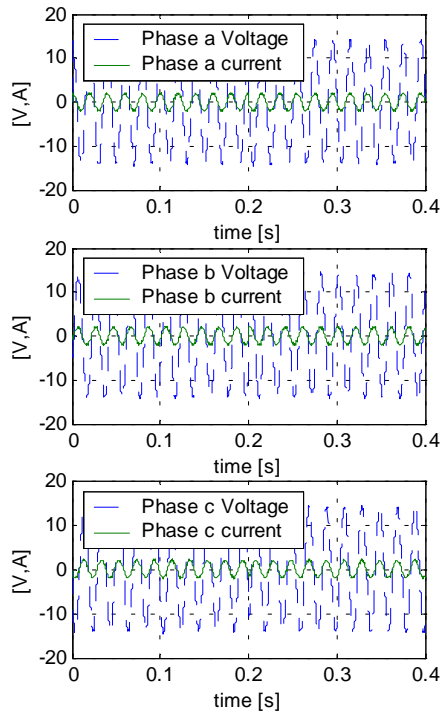 20
10
0
-10
-20
[V,A]
Phase a Voltage
Phase a current
0
0.1
0.2
0.3
0.4
time [s]
20
10
0
-10
-20
[V,A]
Phase b Voltage
Phase b current
0
0.1
0.2
0.3
0.4
time [s]
20
10
0
-10
-20
[V,A]
Phase c Voltage
Phase c current
0
0.1
0.2
0.3
0.4
time [s]